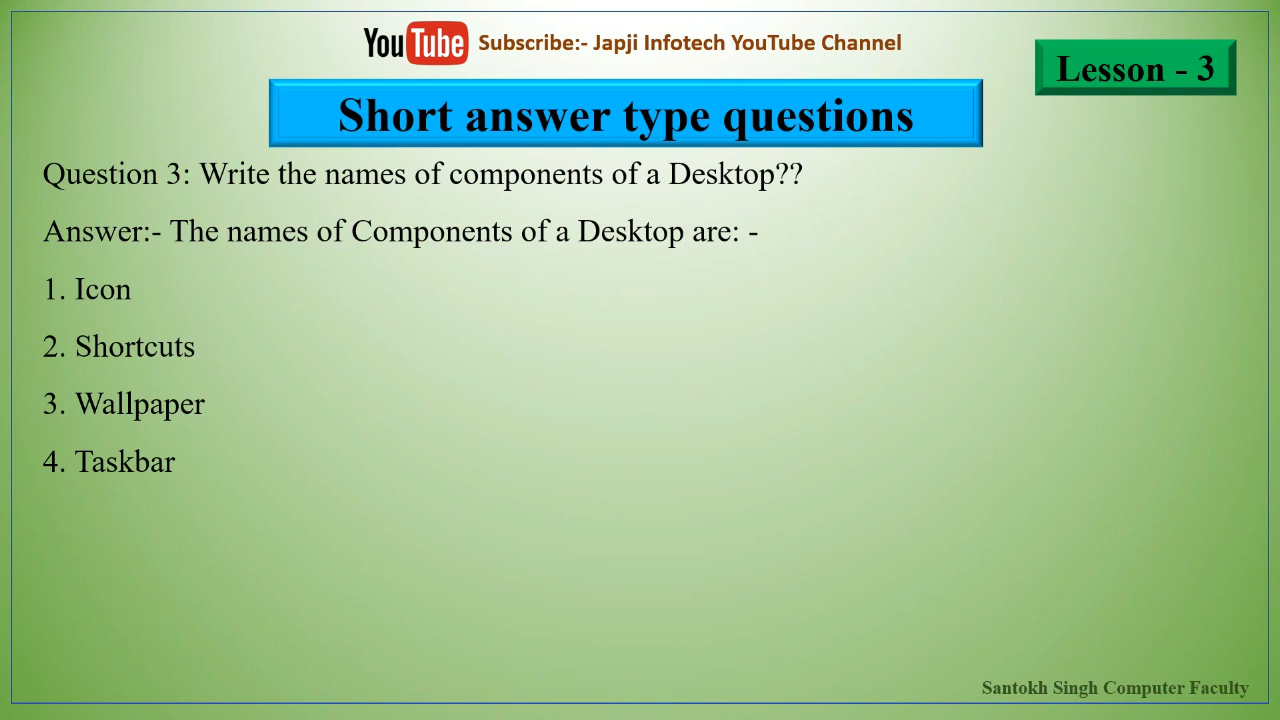 YouTube Subscribe:- Japji Infotech YouTube Channel
Lesson - 3
Short answer type questions
Question 3: Write the names of components of a Desktop??
Answer:- The names of Components of a Desktop are: -
1. Icon
2. Shortcuts
3. Wallpaper
4. Taskbar
Santokh Singh Computer Faculty